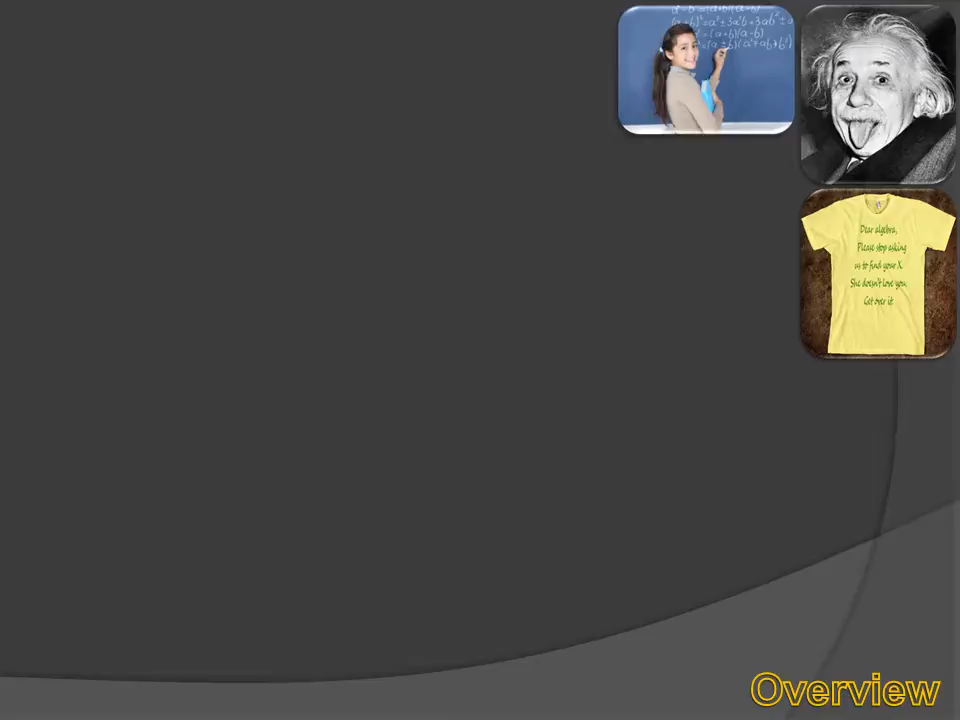 (a+b)(a-b)
Dear algebra,
Please stop asking
us to find your X.
She doesn't love you.
Get over it
Overview